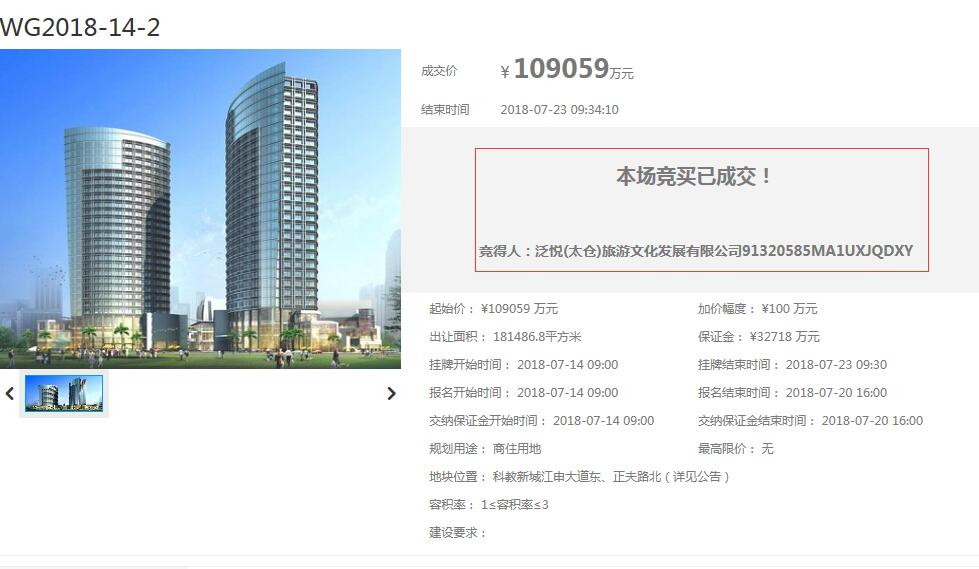 WG2018-14-2
成交价 ¥ 109059万元
结束时间 2018-07-23 09:34:10
本场竞买已成交！
竞得人：泛悦(太仓)旅游文化发展有限公司91320585MA1UXJQDXY
起始价： ¥109059 万元 加价幅度： ¥100 万元
出让面积： 181486.8平方米 保证金： ¥32718 万元
挂牌开始时间： 2018-07-14 09:00 挂牌结束时间： 2018-07-23 09:30
报名开始时间： 2018-07-14 09:00 报名结束时间： 2018-07-20 16:00
交纳保证金开始时间： 2018-07-14 09:00 交纳保证金结束时间： 2018-07-20 16:00
规划用途： 商住用地 最高限价： 无
地块位置： 科教新城江申大道东、正夫路北（详见公告）
容积率： 1≤容积率≤3
建设要求：